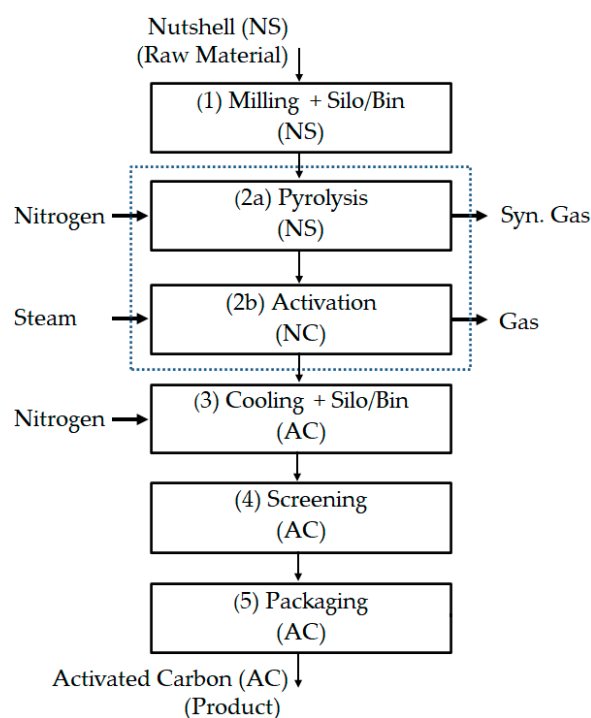 Nutshell (NS)
(Raw Material)
(1) Milling + Silo/Bin
(NS)
Nitrogen
(2a) Pyrolysis
(NS)
Syn. Gas
Steam
(2b) Activation
(NC)
Gas
Nitrogen
(3) Cooling + Silo/Bin
(AC)
(4) Screening
(AC)
(5) Packaging
(AC)
Activated Carbon (AC)
(Product)